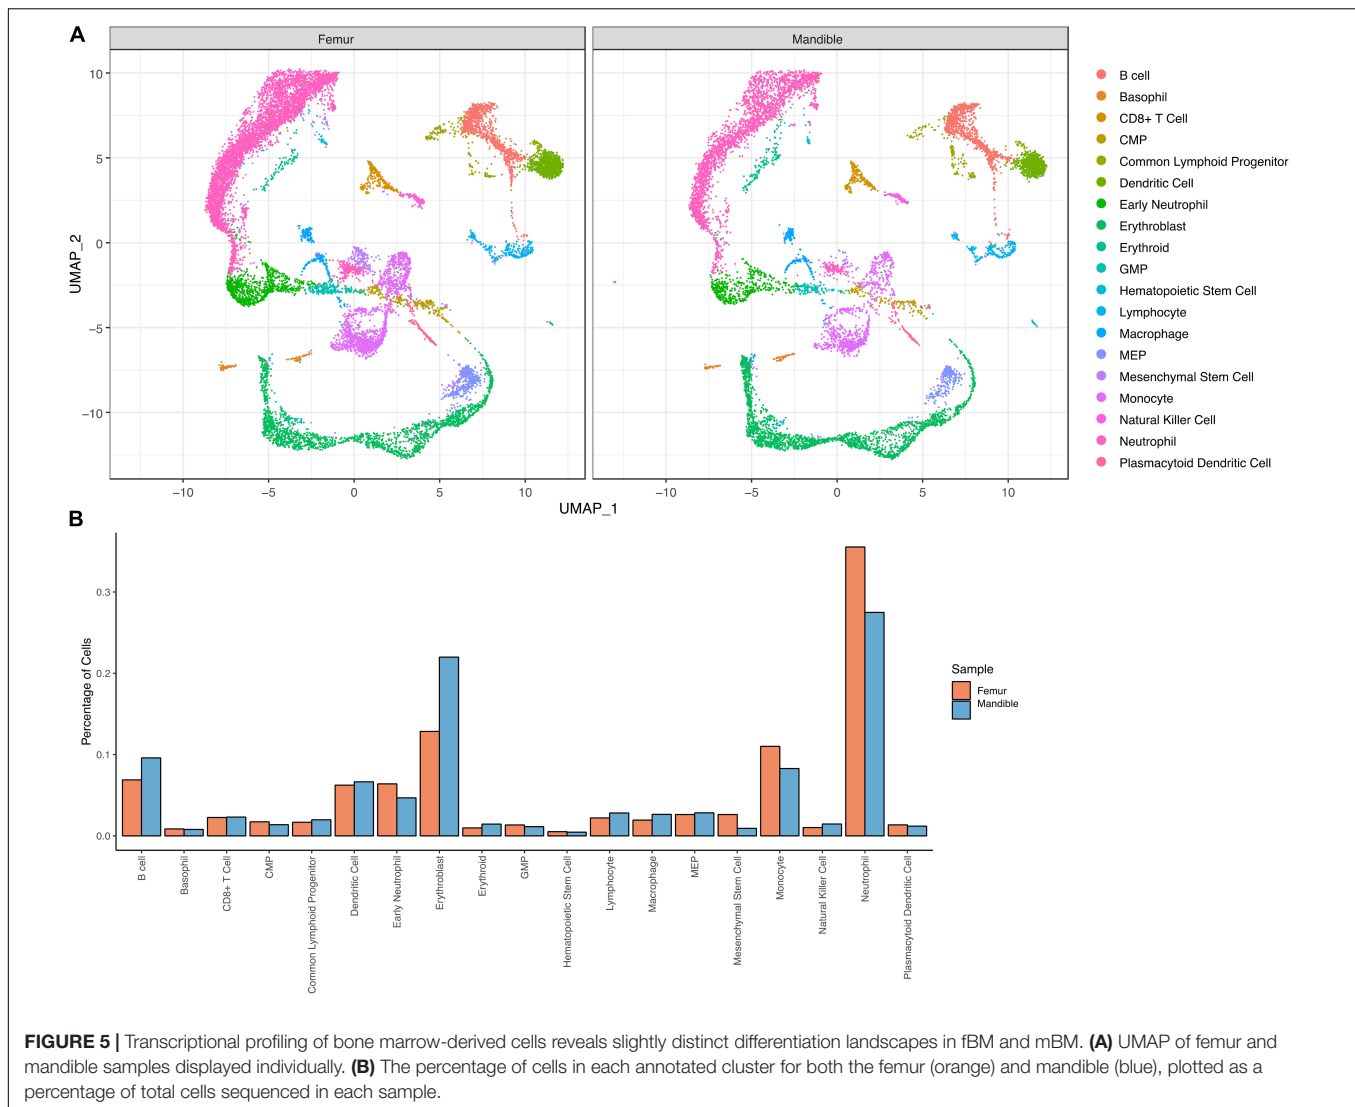 A
Femur
Mandible
10
5
0
−5
−10
UMAP_2
−10 −5 0 5 10
−10 −5 0 5 10
UMAP_1
B cell
Basophil
CD8+ T Cell
CMP
Common Lymphoid Progenitor
Dendritic Cell
Early Neutrophil
Erythroblast
Erythroid
GMP
Hematopoietic Stem Cell
Lymphocyte
Macrophage
MEP
Mesenchymal Stem Cell
Monocyte
Natural Killer Cell
Neutrophil
Plasmacytoid Dendritic Cell
B
Percentage of Cells
0.3
0.2
0.1
0.0
B cell
Basophil
CD8+ T Cell
CMP
Common Lymphoid Progenitor
Dendritic Cell
Early Neutrophil
Erythroblast
Erythroid
GMP
Hematopoietic Stem Cell
Lymphocyte
Macrophage
MEP
Mesenchymal Stem Cell
Monocyte
Natural Killer Cell
Neutrophil
Plasmacytoid Dendritic Cell
Sample
Femur
Mandible
FIGURE 5 | Transcriptional profiling of bone marrow-derived cells reveals slightly distinct differentiation landscapes in fBM and mBM. (A) UMAP of femur and
mandible samples displayed individually. (B) The percentage of cells in each annotated cluster for both the femur (orange) and mandible (blue), plotted as a
percentage of total cells sequenced in each sample.